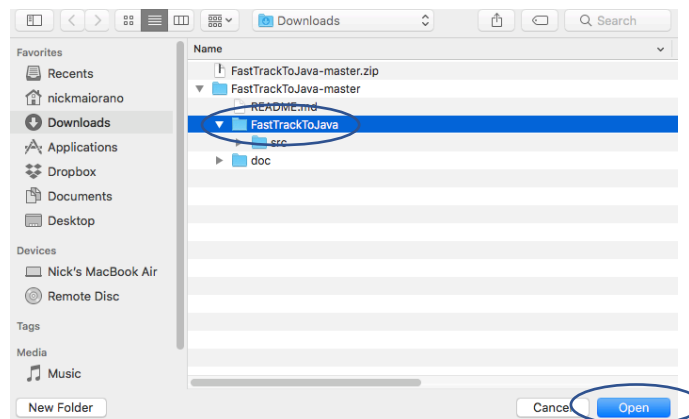 Downloads
Search
Favorites
Recents
nickmaiorano
Downloads
Applications
Dropbox
Documents
Desktop
Devices
Nick's MacBook Air
Remote Disc
Tags
Media
Music
Name
FastTrackToJava-master.zip
FastTrackToJava-master
README.md
FastTrackToJava
src
doc
New Folder
Cancel
Open